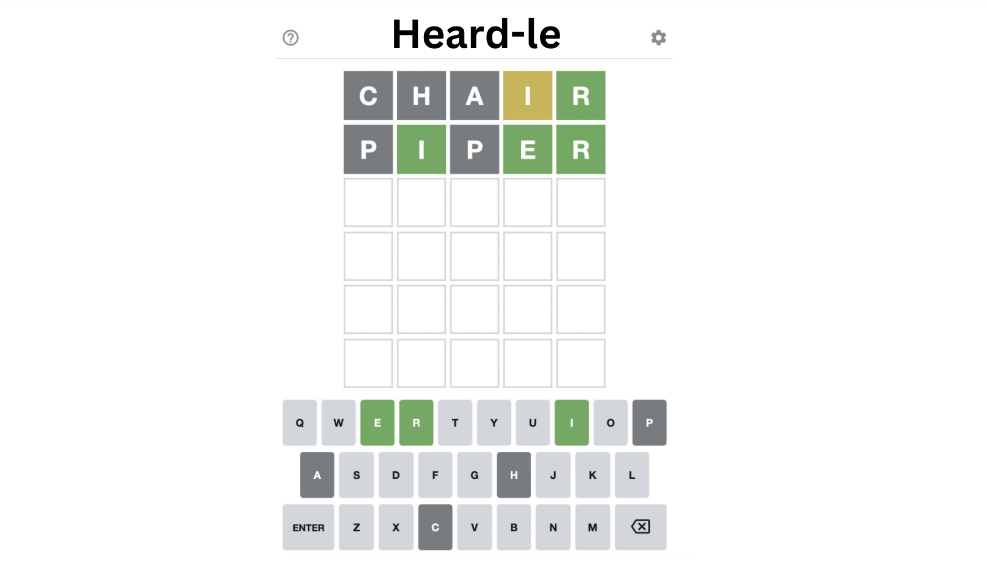 Heard-le
C H A I R
P I P E R
Q W E R T Y U I O P
A S D F G H J K L
ENTER Z X C V B N M